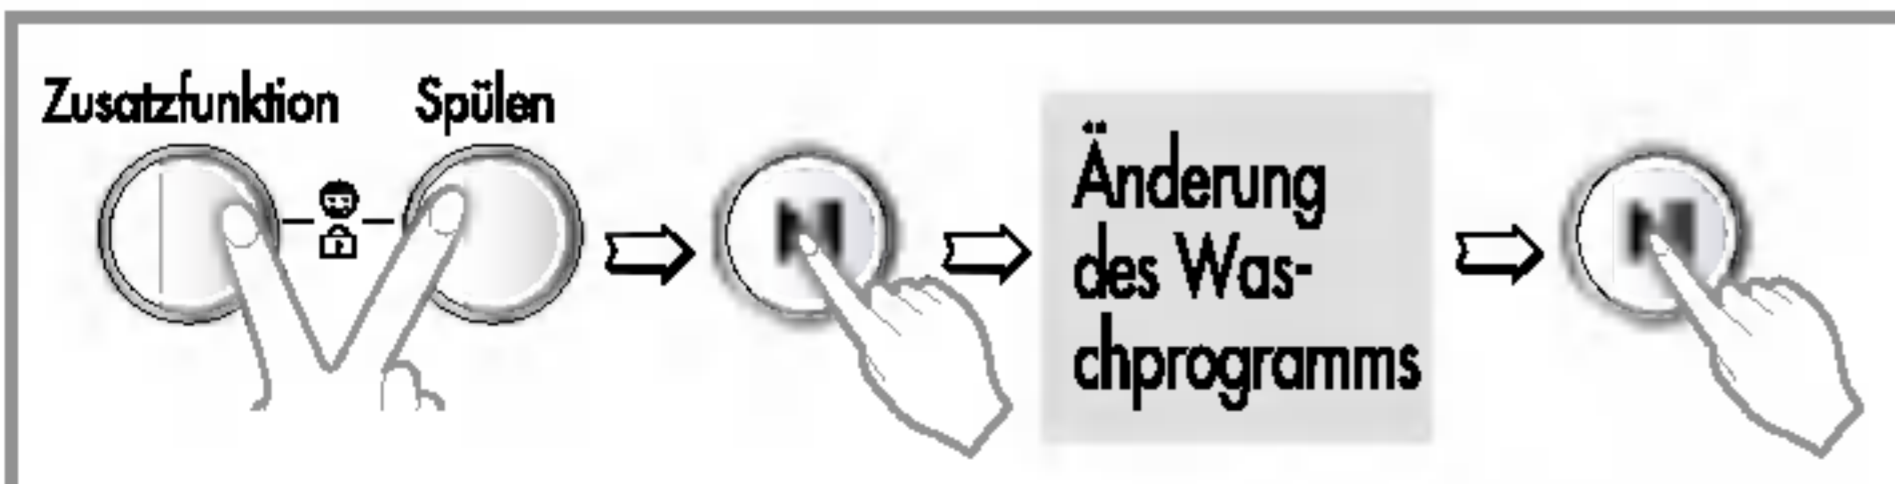 Zusatzfunktion Spülen
Änderung
des Was-
chprogramms